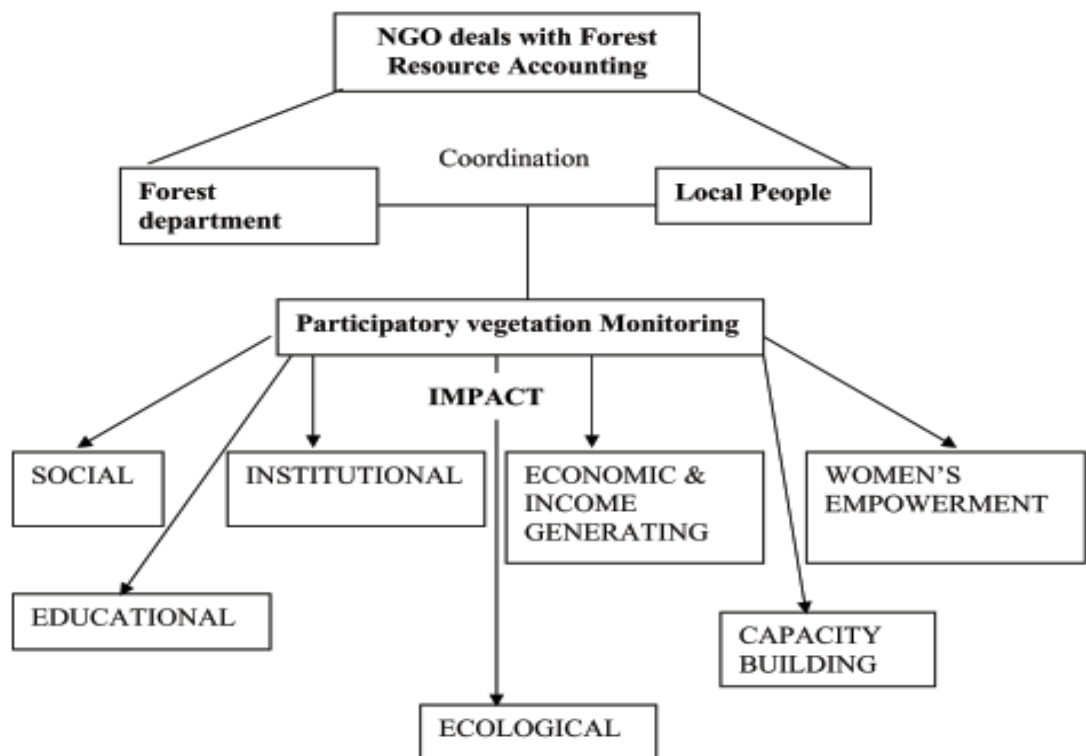 NGO deals with Forest
Resource Accounting
Coordination
Forest
department
Local People
Participatory vegetation Monitoring
IMPACT
SOCIAL
INSTITUTIONAL
ECONOMIC &
INCOME
GENERATING
WOMEN'S
EMPOWERMENT
EDUCATIONAL
CAPACITY
BUILDING
ECOLOGICAL